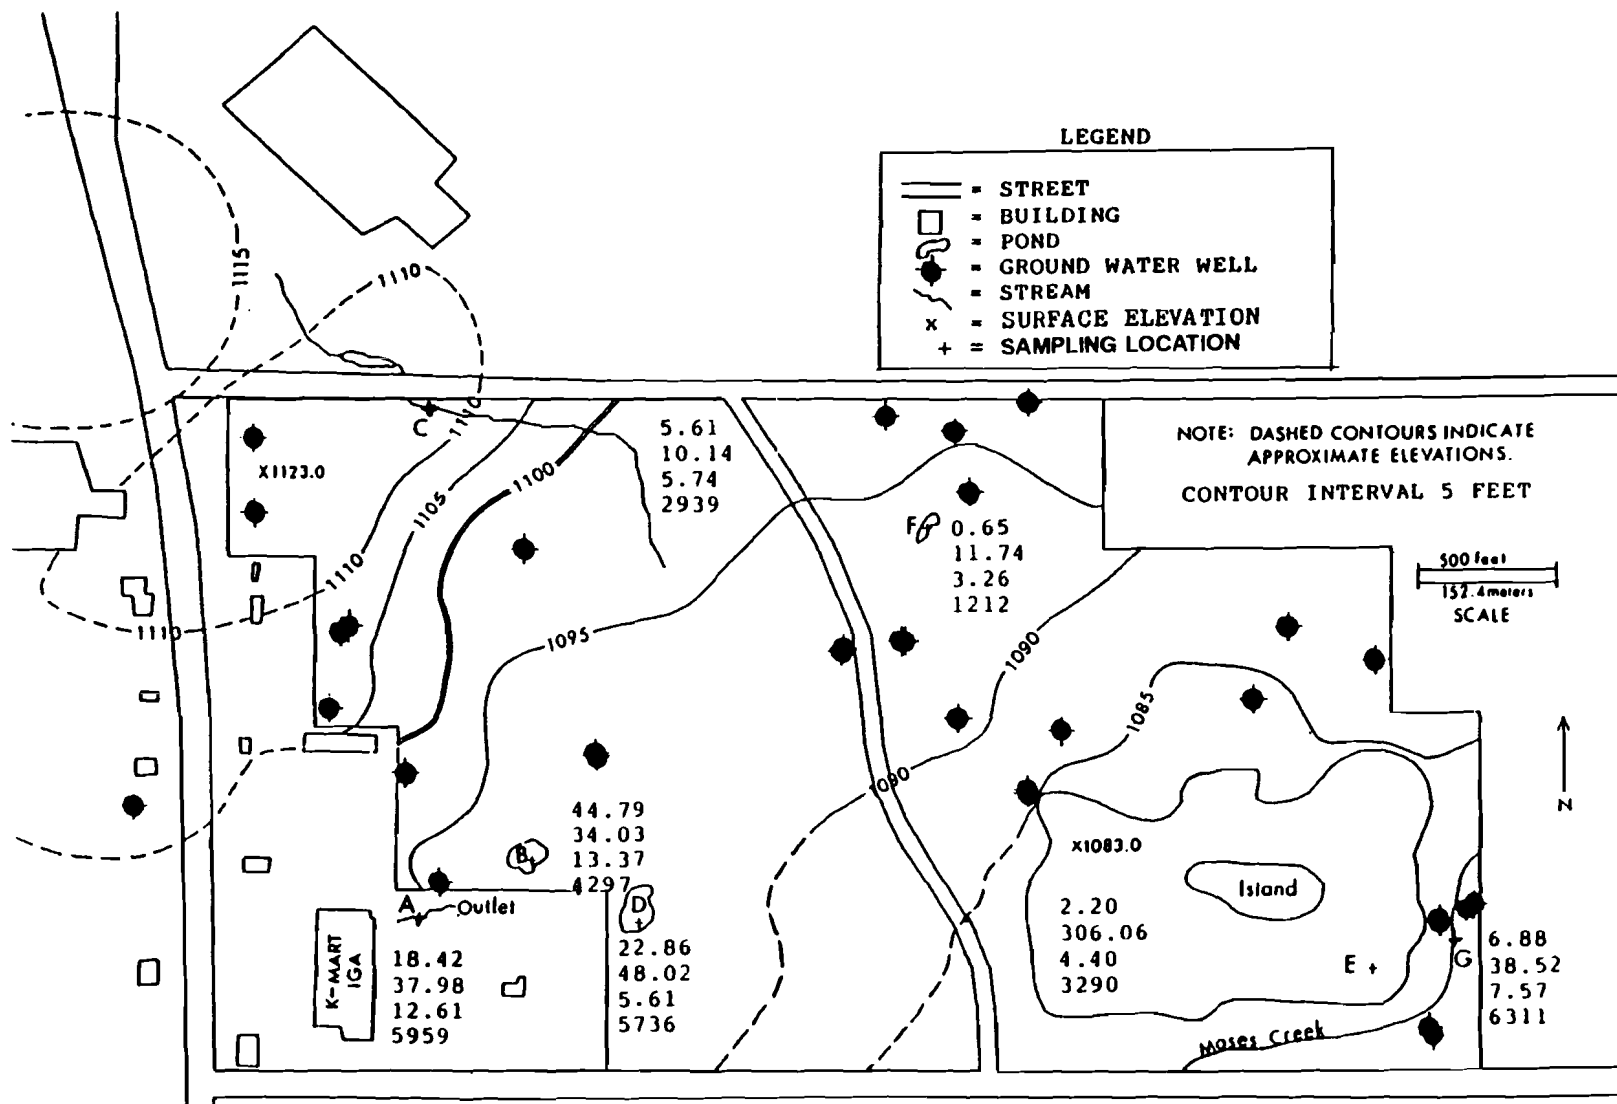 LEGEND
= STREET
= BUILDING
= POND
= GROUND WATER WELL
= STREAM
x = SURFACE ELEVATION
+ = SAMPLING LOCATION
1115
1110
C
1110
X1123.0
1105
1100
5.61
10.14
5.74
2939
NOTE: DASHED CONTOURS INDICATE
APPROXIMATE ELEVATIONS.
CONTOUR INTERVAL 5 FEET
F
0.65
11.74
3.26
1212
500 feet
152.4 meters
SCALE
1110
1110
1095
1090
1085
1090
N
44.79
34.03
13.37
4297
B
X1083.0
Island
A
Outlet
D
K-MART
IGA
18.42
37.98
12.61
5959
22.86
48.02
5.61
5736
2.20
306.06
4.40
3290
E +
G
6.88
38.52
7.57
6311
Moses Creek